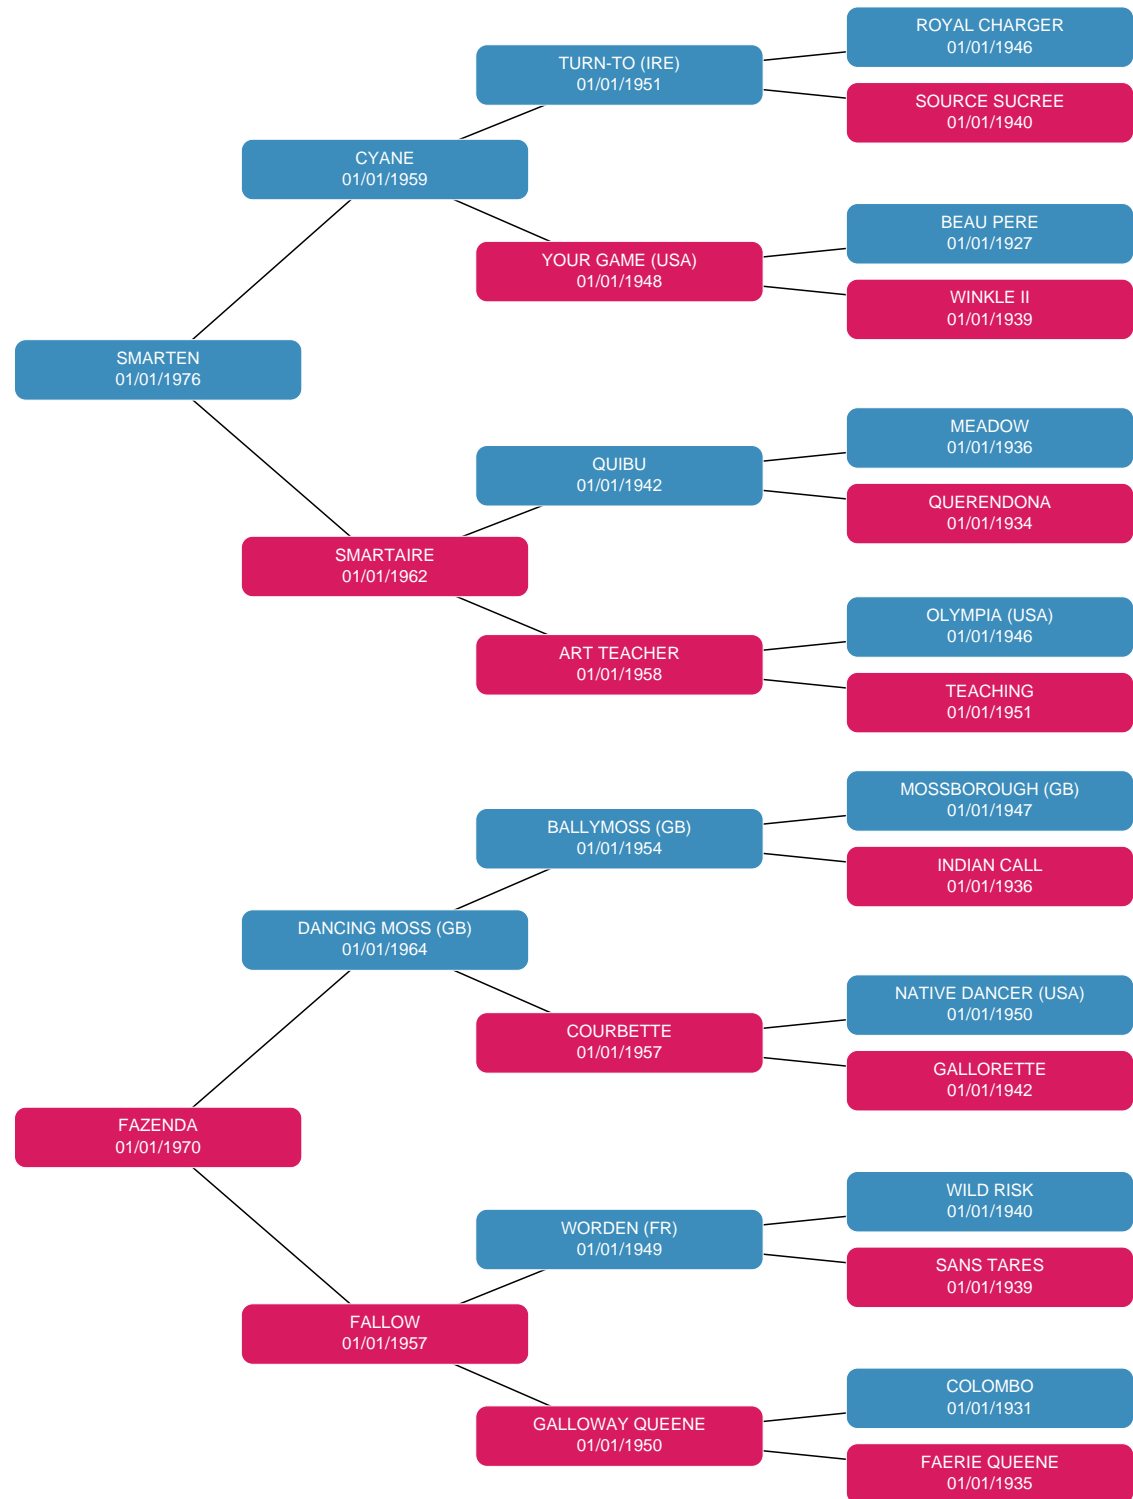 ROYAL CHARGER
01/01/1946
TURN-TO (IRE)
01/01/1951
SOURCE SUCREE
01/01/1940
CYANE
01/01/1959
BEAU PERE
01/01/1927
YOUR GAME (USA)
01/01/1948
WINKLE II
01/01/1939
SMARTEN
01/01/1976
MEADOW
01/01/1936
QUIBU
01/01/1942
QUERENDONA
01/01/1934
SMARTAIRE
01/01/1962
OLYMPIA (USA)
01/01/1946
ART TEACHER
01/01/1958
TEACHING
01/01/1951
MOSSBOROUGH (GB)
01/01/1947
BALLYMOSS (GB)
01/01/1954
INDIAN CALL
01/01/1936
DANCING MOSS (GB)
01/01/1964
NATIVE DANCER (USA)
01/01/1950
COURBETTE
01/01/1957
GALLORETTE
01/01/1942
FAZENDA
01/01/1970
WILD RISK
01/01/1940
WORDEN (FR)
01/01/1949
SANS TARES
01/01/1939
FALLOW
01/01/1957
COLOMBO
01/01/1931
GALLOWAY QUEENE
01/01/1950
FAERIE QUEENE
01/01/1935